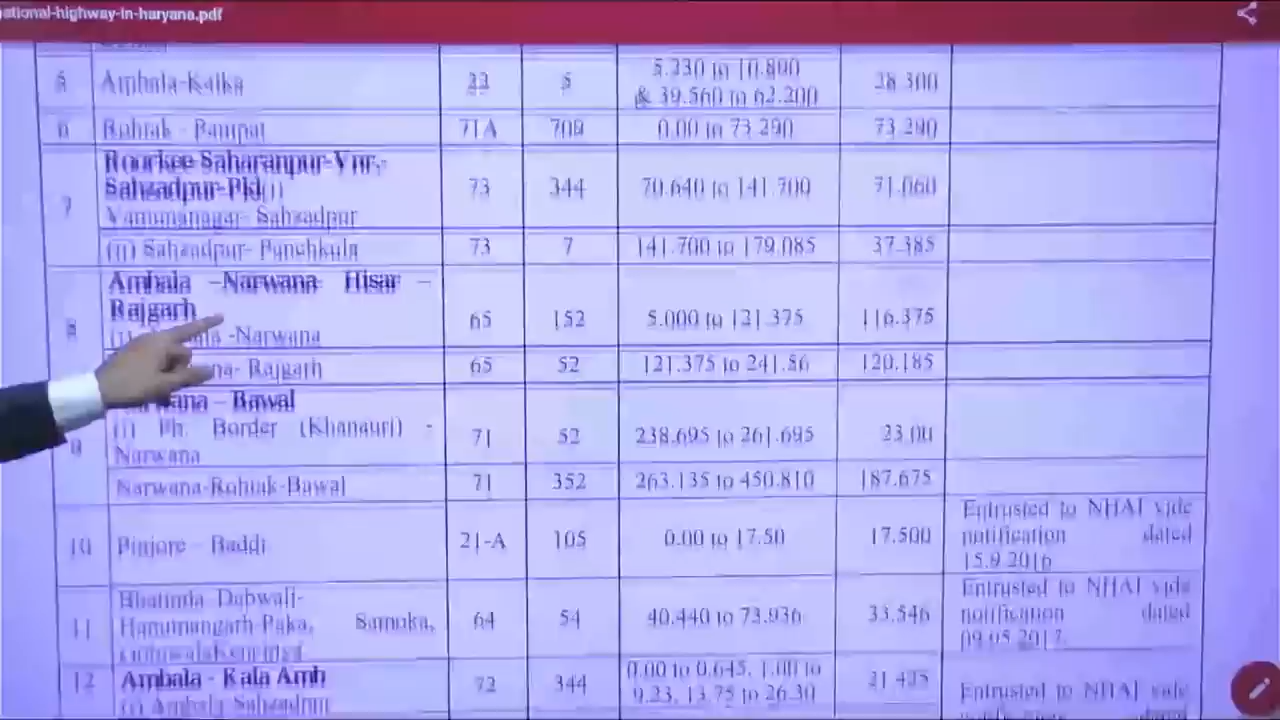 national-highway-in-haryana.pdf
5 Ambala-Kalka 22 5 5.230 to 10.890 & 39.560 to 62.200 28.300
6 Rohtak - Panipat 71A 709 0.00 to 73.290 73.290
7 Roorkee Saharanpur-Ynr-
Sahzadpur-Pkl(i)
Yamunanagar- Sahzadpur 73 344 70.640 to 141.700 71.060
(ii) Sahzadpur- Panchkula 73 7 141.700 to 179.085 37.385
8 Ambala –Narwana Hisar –
Rajgarh
-Narwana 65 152 5.000 to 121.375 116.375
Rajgarh 65 52 121.375 to 241.56 120.185
9 – Bawal
(i) Pb. Border (Khanauri) -
Narwana 71 52 238.695 to 261.695 23.00
Narwana-Rohtak-Bawal 71 352 263.135 to 450.810 187.675
10 Pinjore – Baddi 21-A 105 0.00 to 17.50 17.500 Entrusted to NHAI vide
notification dated
15.9.2016
11 Bhatinda Dabwali-
Hanumangarh-Paka, 64 54 40.440 to 73.936 33.546 Entrusted to NHAI vide
notification dated
09.05.2017.
12 Ambala - Kala Amb
(i) Ambala Sahzadpur 72 344 0.00 to 0.645, 1.00 to
9.23, 13.75 to 26.30 21.425 Entrusted to NHAI vide